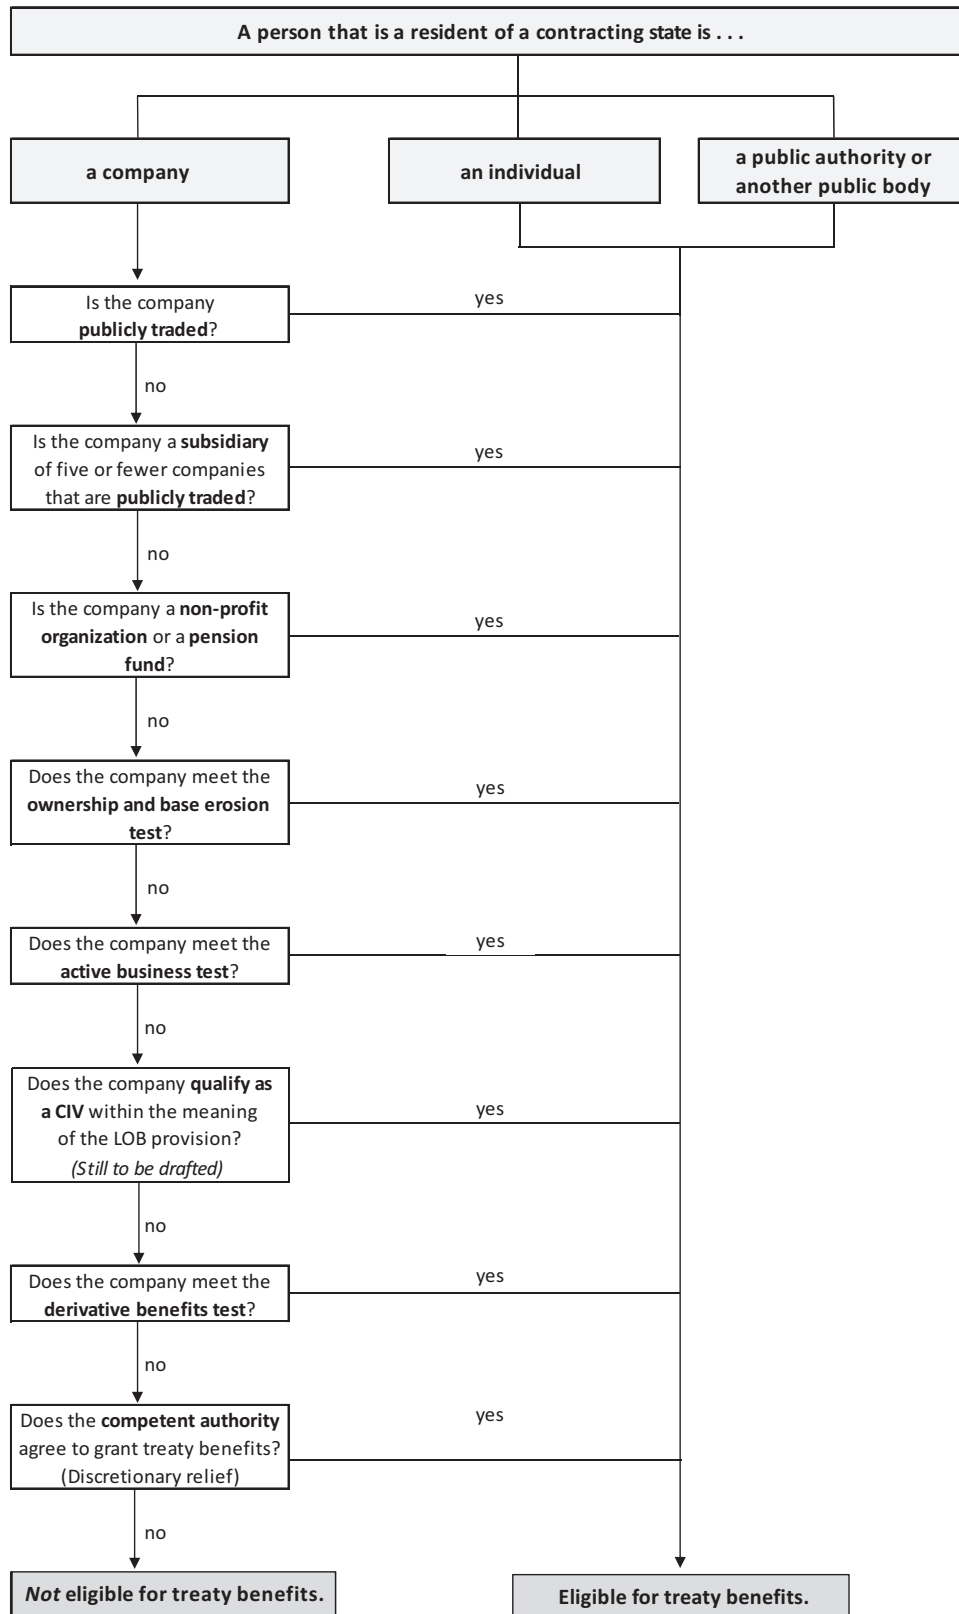 A person that is a resident of a contracting state is . . .
a company
an individual
a public authority or
another public body
Is the company
publicly traded?
yes
no
Is the company a subsidiary
of five or fewer companies
that are publicly traded?
yes
no
Is the company a non-profit
organization or a pension
fund?
yes
no
Does the company meet the
ownership and base erosion
test?
yes
no
Does the company meet the
active business test?
yes
no
Does the company qualify as
a CIV within the meaning
of the LOB provision?
(Still to be drafted)
yes
no
Does the company meet the
derivative benefits test?
yes
no
Does the competent authority
agree to grant treaty benefits?
(Discretionary relief)
yes
no
Not eligible for treaty benefits.
Eligible for treaty benefits.